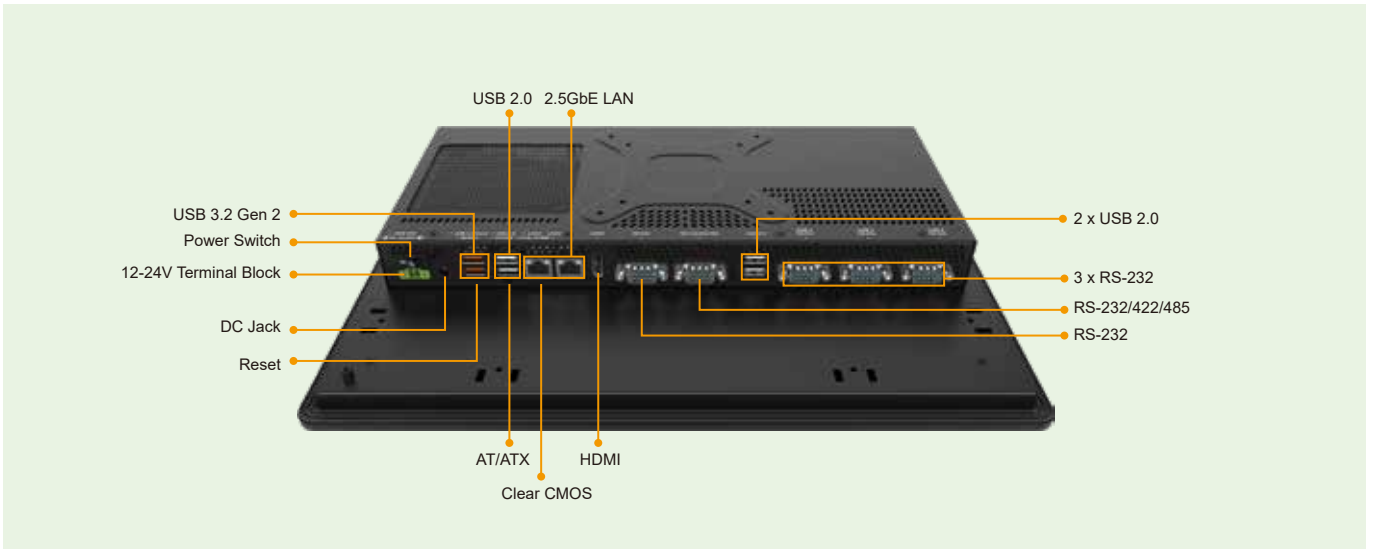 USB 2.0 2.5GbE LAN
USB 3.2 Gen 2
Power Switch
12-24V Terminal Block
DC Jack
Reset
2 x USB 2.0
3 x RS-232
RS-232/422/485
RS-232
AT/ATX
HDMI
Clear CMOS